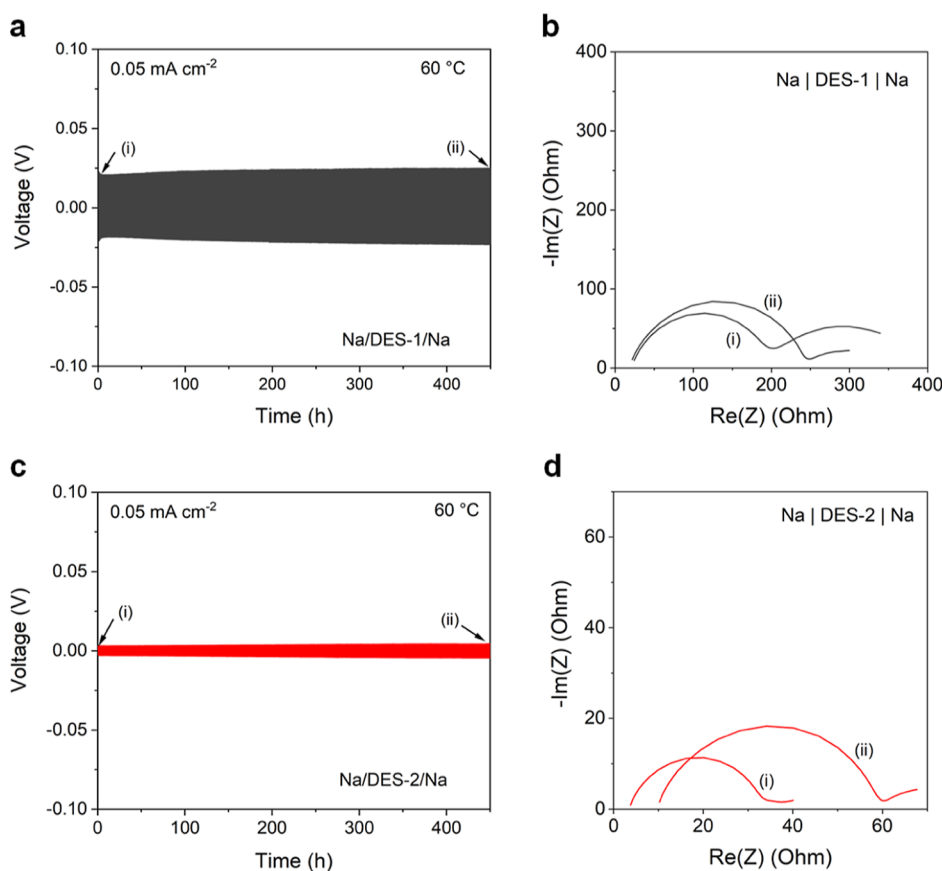 a
0.05 mA cm⁻²
60 °C
(i)
(ii)
Na/DES-1/Na
Voltage (V)
0.10
0.05
0.00
-0.05
-0.10
0
100
200
300
400
Time (h)
b
Na | DES-1 | Na
(ii)
(i)
-Im(Z) (Ohm)
400
300
200
100
0
0
100
200
300
400
Re(Z) (Ohm)
c
0.05 mA cm⁻²
60 °C
(i)
(ii)
Na/DES-2/Na
Voltage (V)
0.10
0.05
0.00
-0.05
-0.10
0
100
200
300
400
Time (h)
d
Na | DES-2 | Na
(ii)
(i)
-Im(Z) (Ohm)
60
40
20
0
0
20
40
60
Re(Z) (Ohm)